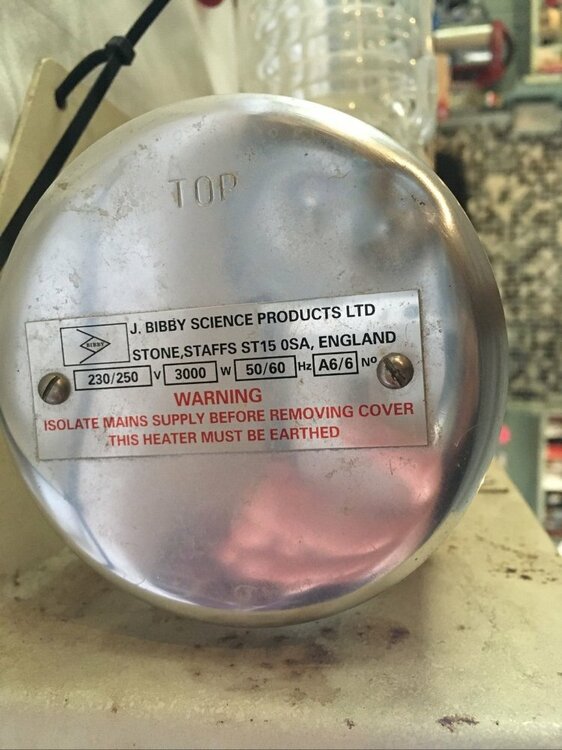 TOP
BIBBY
J. BIBBY SCIENCE PRODUCTS LTD
STONE,STAFFS ST15 0SA, ENGLAND
230/250 V 3000 W 50/60 Hz A6/6 No
WARNING
ISOLATE MAINS SUPPLY BEFORE REMOVING COVER
THIS HEATER MUST BE EARTHED